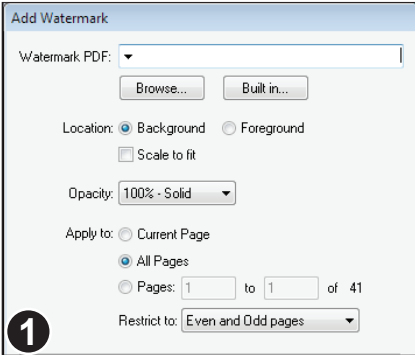 Add Watermark
Watermark PDF:
Browse... Built in...
Location: Background Foreground
Scale to fit
Opacity: 100% - Solid
Apply to: Current Page
All Pages
Pages: 1 to 1 of 41
Restrict to: Even and Odd pages
1